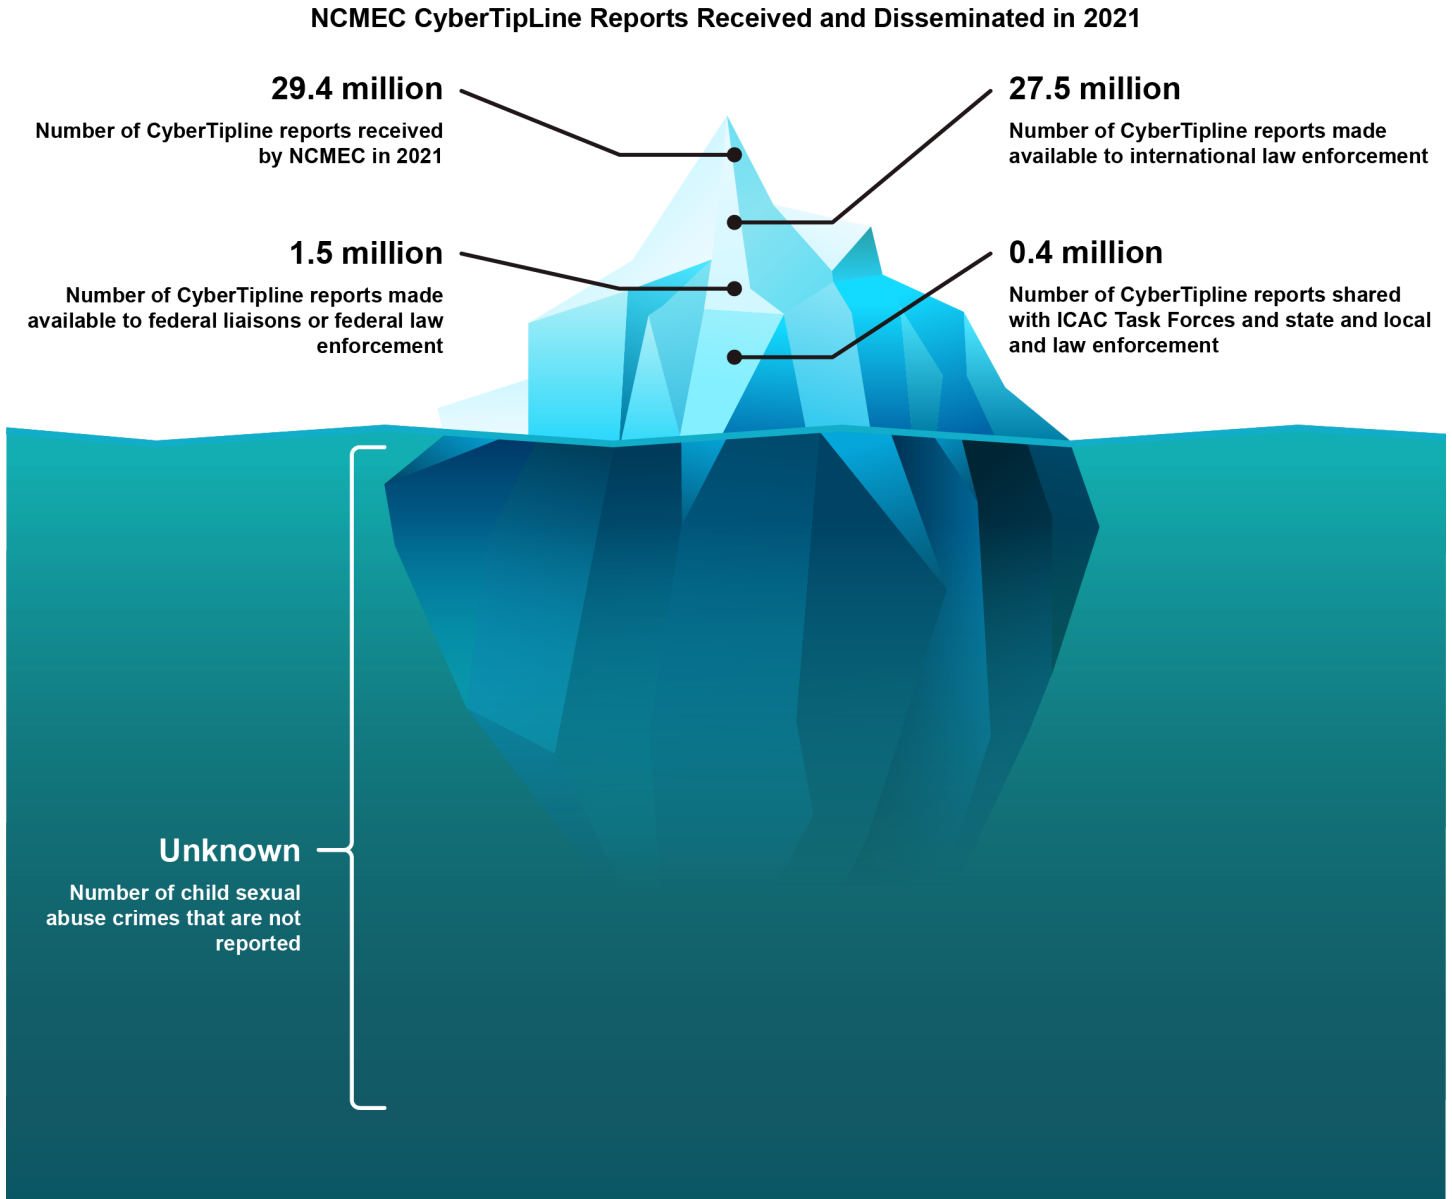 NCMEC CyberTipLine Reports Received and Disseminated in 2021
29.4 million
Number of CyberTipline reports received
by NCMEC in 2021
27.5 million
Number of CyberTipline reports made
available to international law enforcement
1.5 million
Number of CyberTipline reports made
available to federal liaisons or federal law
enforcement
0.4 million
Number of CyberTipline reports shared
with ICAC Task Forces and state and local
and law enforcement
Unknown
Number of child sexual
abuse crimes that are not
reported